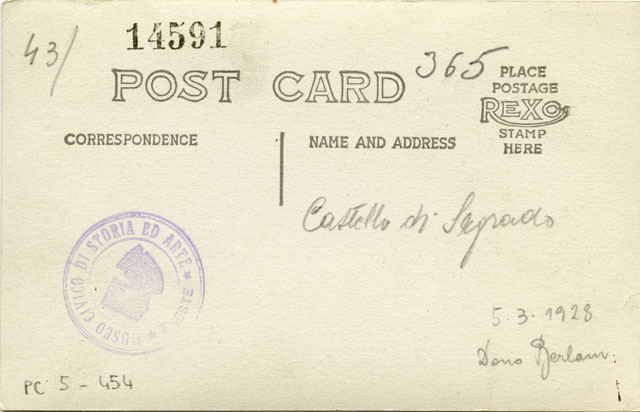 43/
14591
365
POST CARD
PLACE
POSTAGE
REXO
STAMP
HERE
CORRESPONDENCE
NAME AND ADDRESS
Castello di Sagrado
MUSEO CIVICO DI STORIA ED ARTE ★ TRIESTE ★
5.3.1928
Dono Berlam
PC 5-454